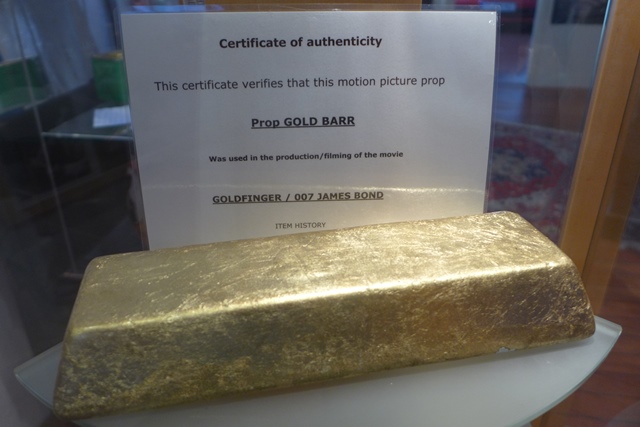 Certificate of authenticity
This certificate verifies that this motion picture prop
Prop GOLD BARR
Was used in the production/filming of the movie
GOLDFINGER / 007 JAMES BOND
ITEM HISTORY